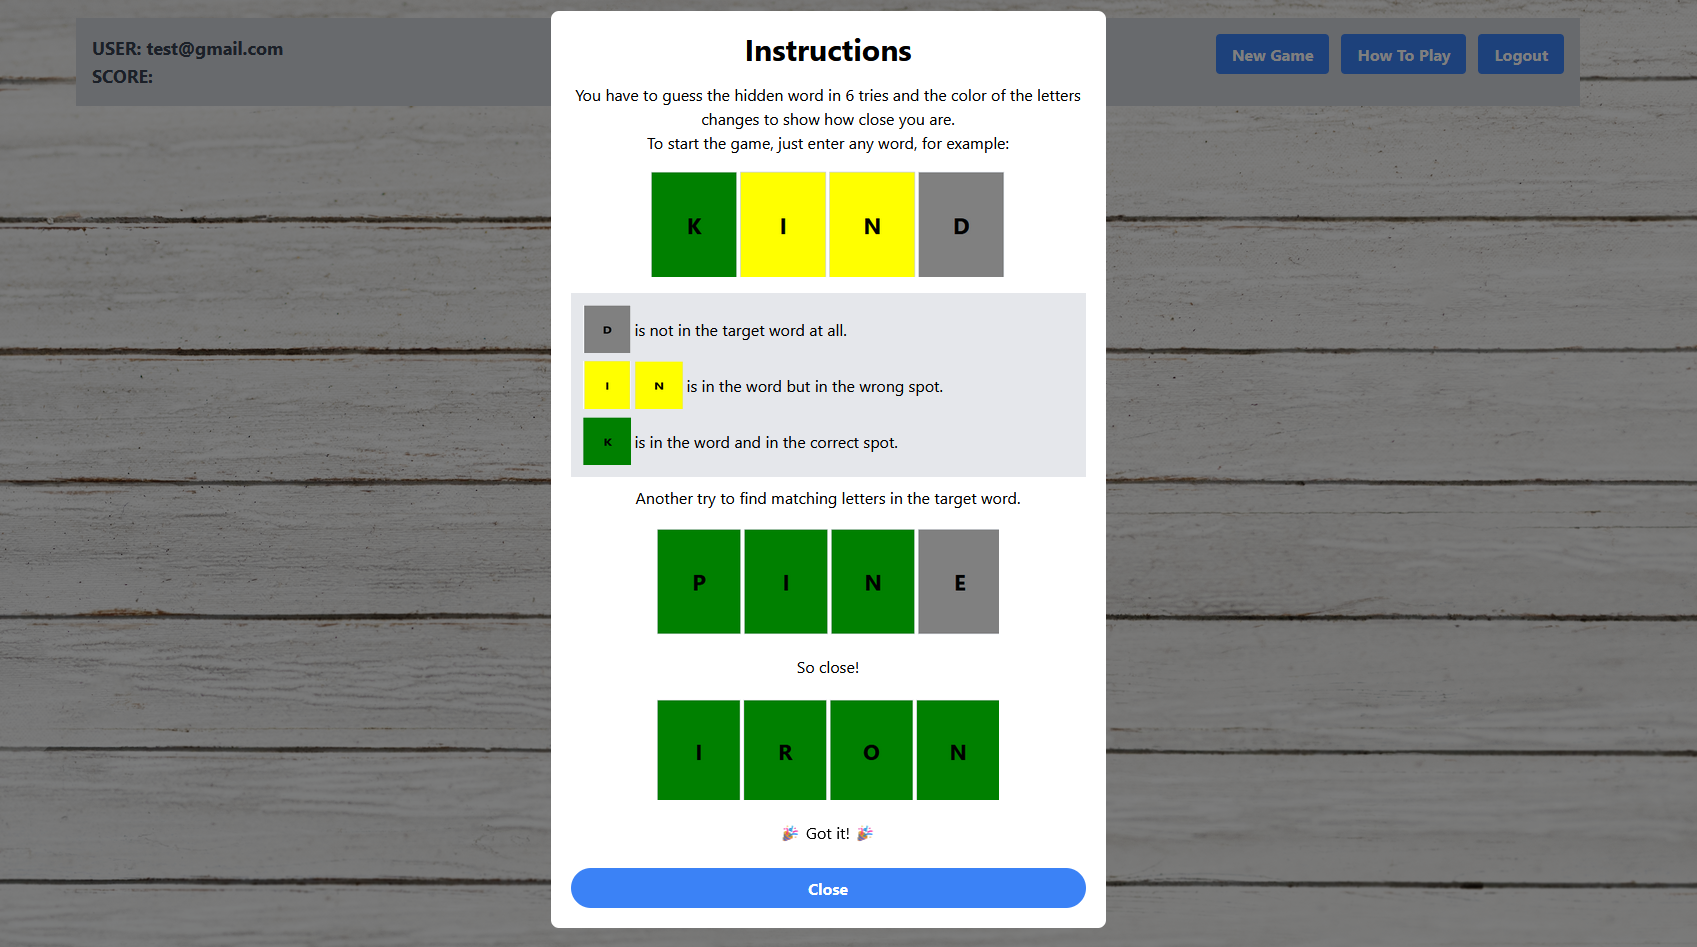 USER: test@gmail.com
SCORE:
New Game
How To Play
Logout
Instructions
You have to guess the hidden word in 6 tries and the color of the letters
changes to show how close you are.
To start the game, just enter any word, for example:
K I N D
D is not in the target word at all.
I N is in the word but in the wrong spot.
K is in the word and in the correct spot.
Another try to find matching letters in the target word.
P I N E
So close!
I R O N
🎉 Got it! 🎉
Close